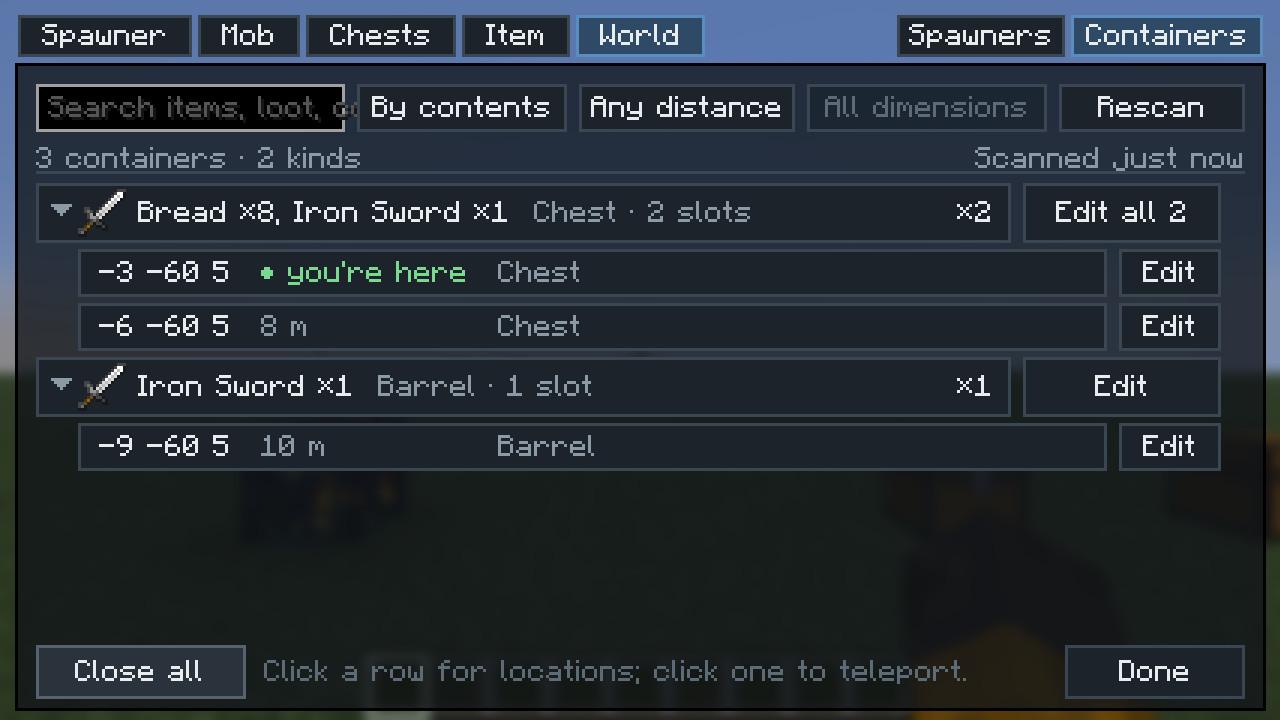 Spawner Mob Chests Item World Spawners Containers
Search items, loot, By contents Any distance All dimensions Rescan
3 containers · 2 kinds Scanned just now
Bread ×8, Iron Sword ×1 Chest · 2 slots ×2 Edit all 2
-3 -60 5 • you're here Chest Edit
-6 -60 5 8 m Chest Edit
Iron Sword ×1 Barrel · 1 slot ×1 Edit
-9 -60 5 10 m Barrel Edit
Close all Click a row for locations; click one to teleport. Done